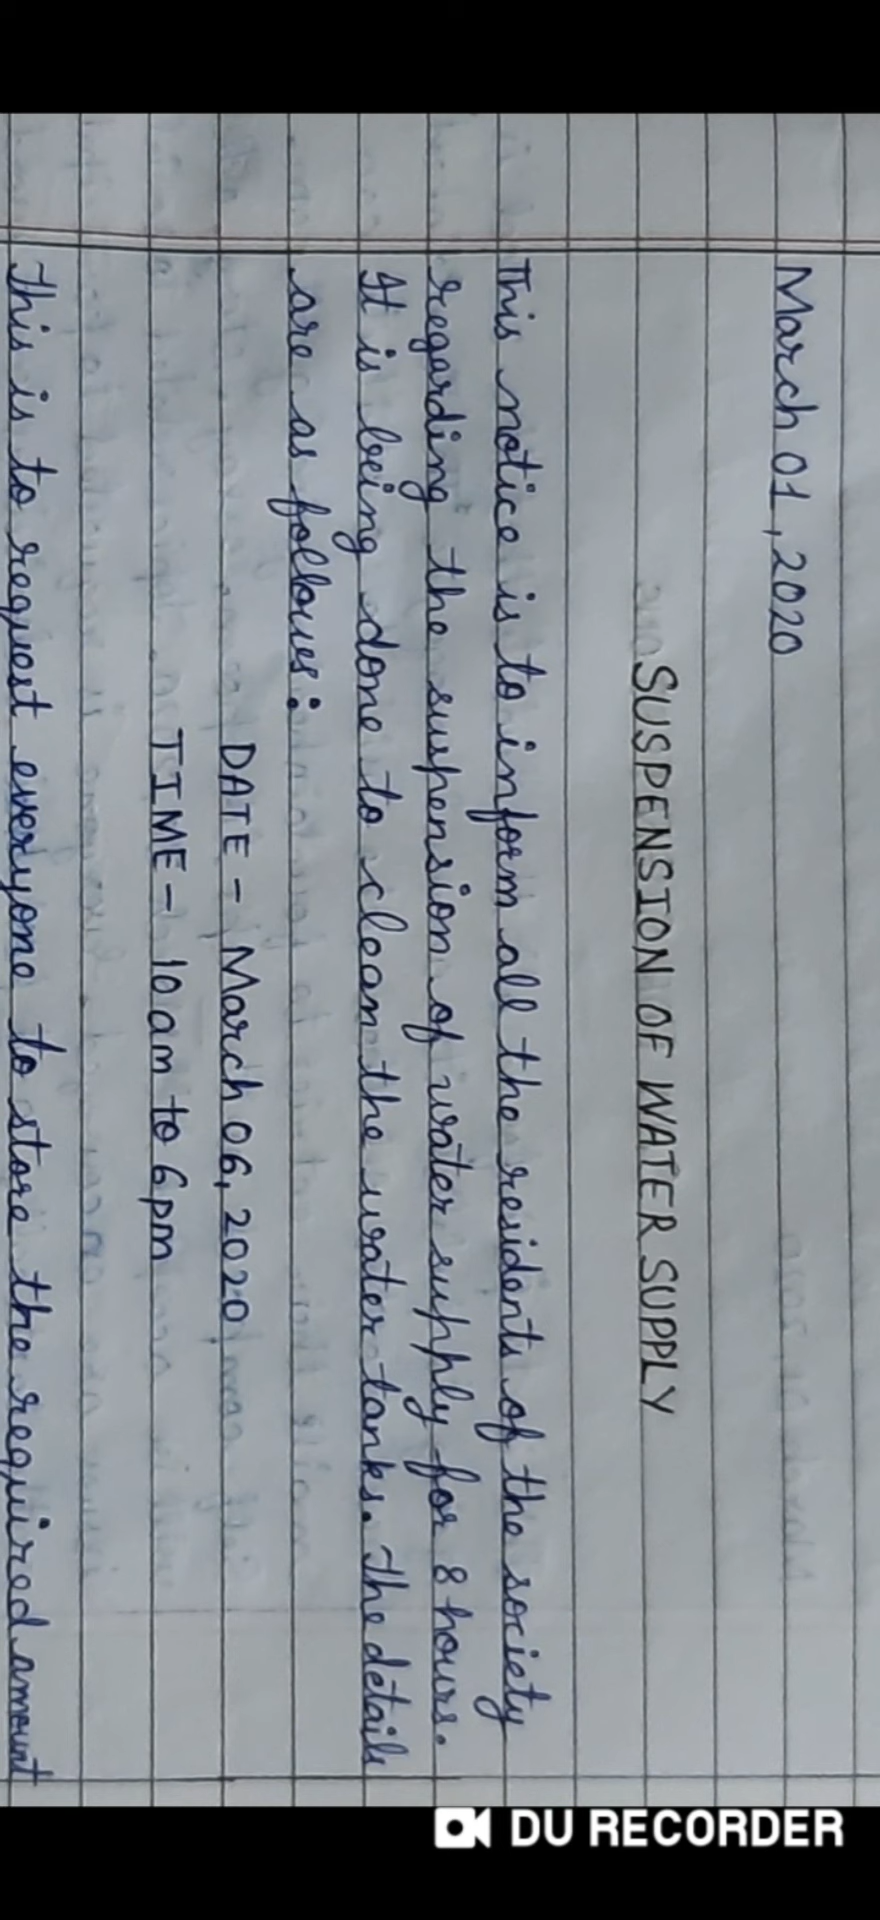 March 01, 2020
SUSPENSION OF WATER SUPPLY
This notice is to inform all the residents of the society
regarding the suspension of water supply for 8 hours.
It is being done to clean the water tanks. The details
are as follows:
DATE - March 06, 2020
TIME - 10 am to 6 pm
This is to request everyone to store the required amount
DU RECORDER